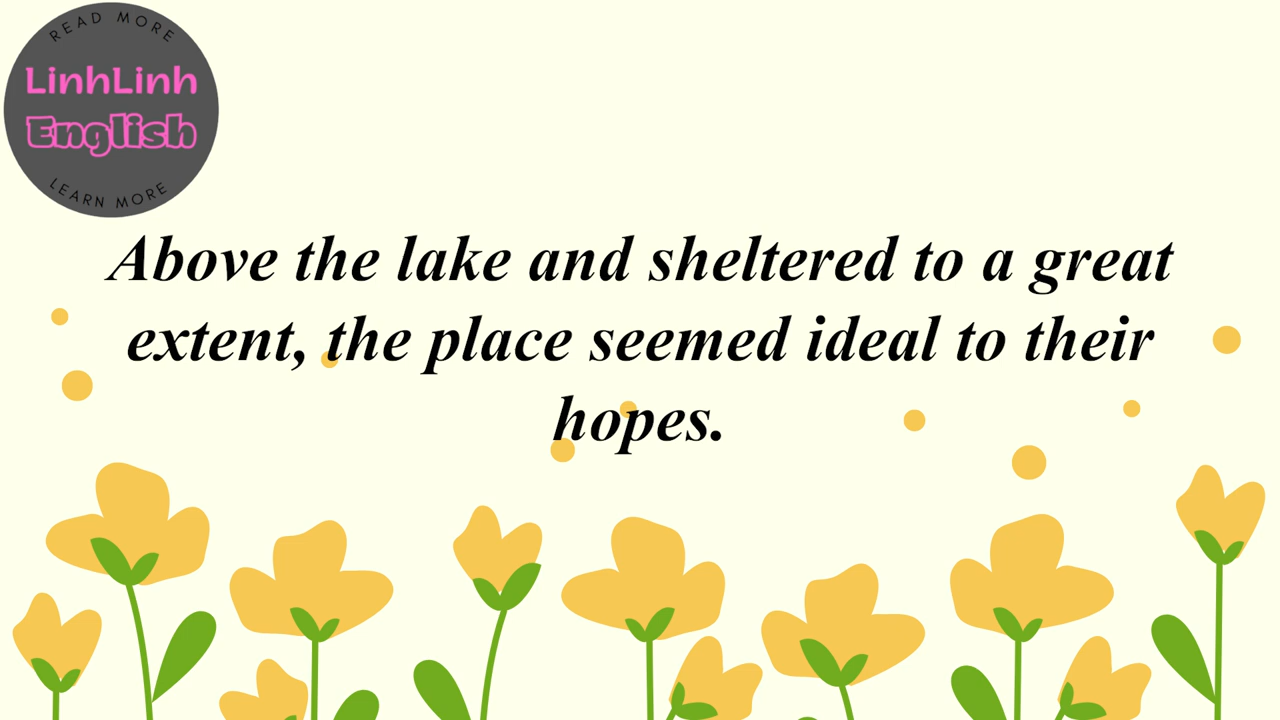 READ MORE
LinhLinh
English
LEARN MORE
Above the lake and sheltered to a great
extent, the place seemed ideal to their
hopes.